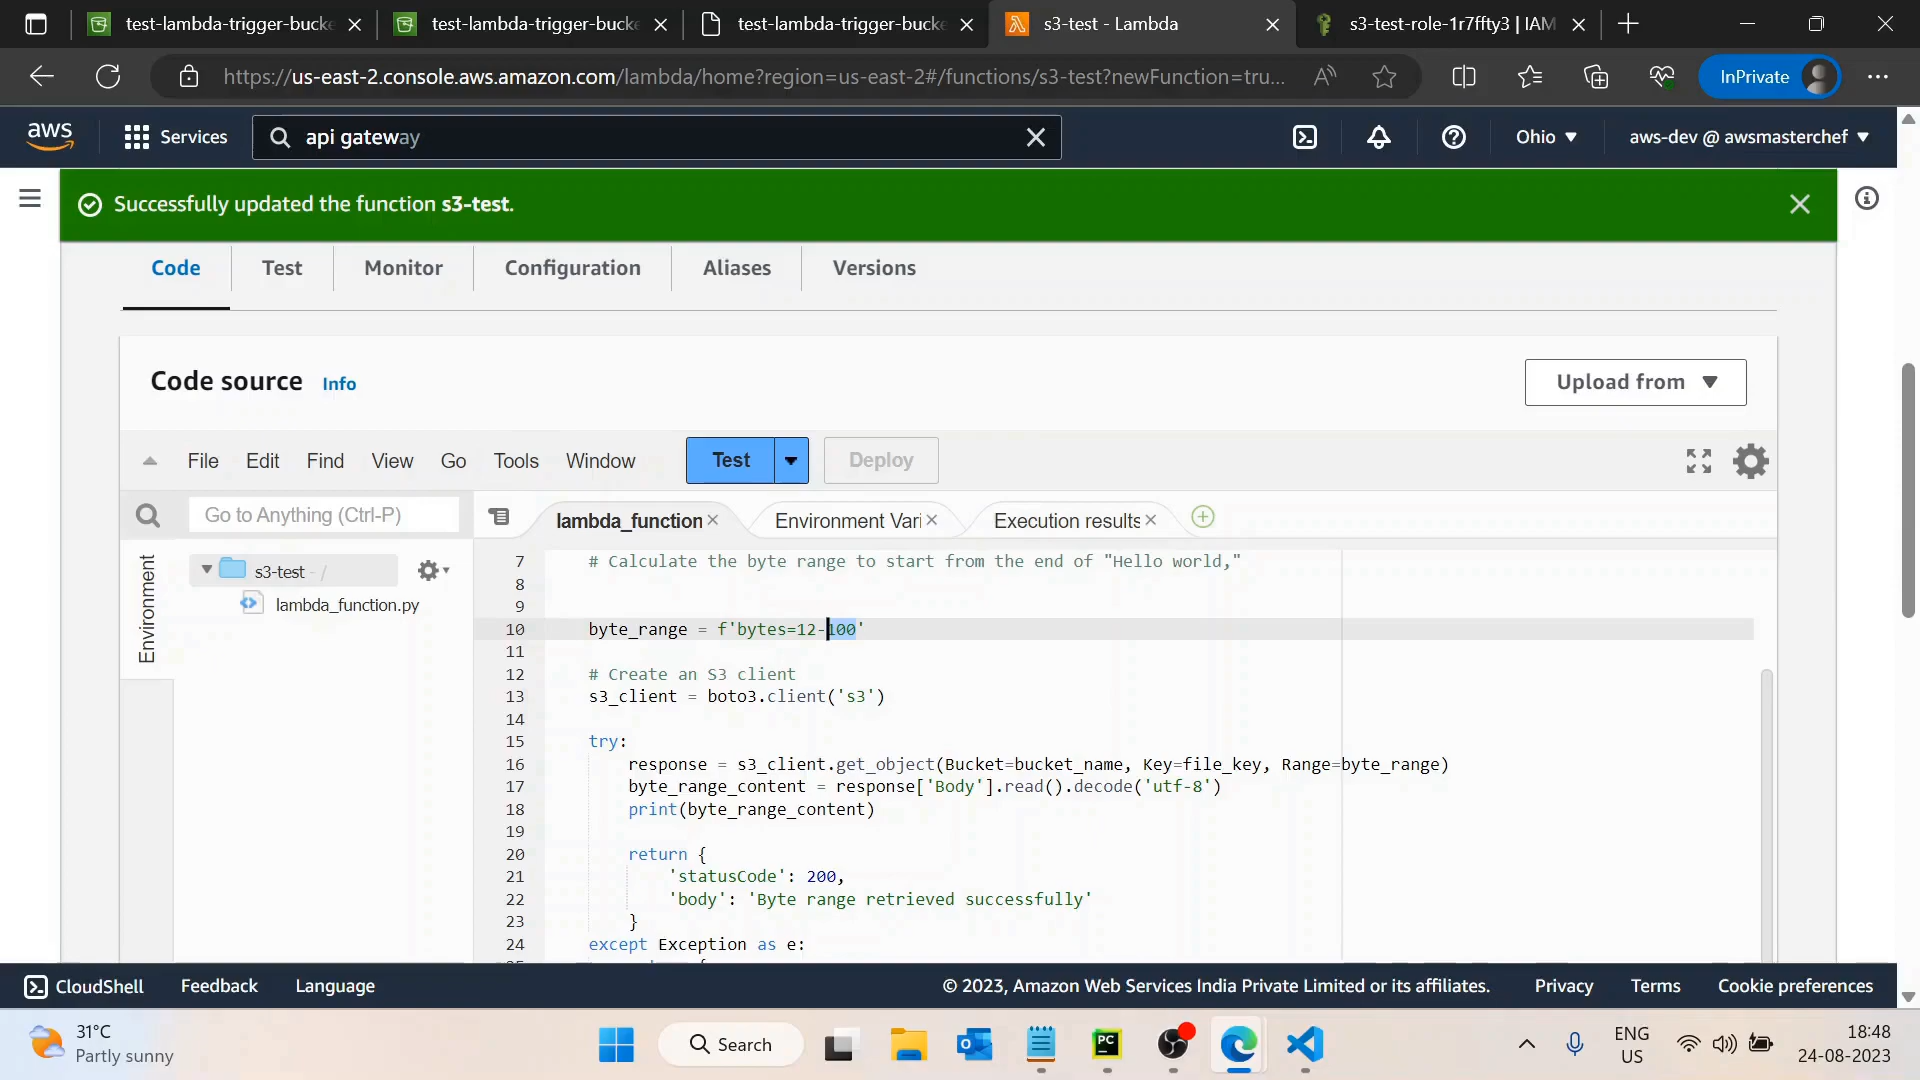 test-lambda-trigger-bucke
test-lambda-trigger-bucke
test-lambda-trigger-bucke
s3-test - Lambda
s3-test-role-1r7ffty3 | IAM
https://us-east-2.console.aws.amazon.com/lambda/home?region=us-east-2#/functions/s3-test?newFunction=tru...
InPrivate
aws
Services
api gateway
Ohio
aws-dev @ awsmasterchef
Successfully updated the function s3-test.
Code
Test
Monitor
Configuration
Aliases
Versions
Code source
Info
Upload from
File
Edit
Find
View
Go
Tools
Window
Test
Deploy
Go to Anything (Ctrl-P)
lambda_function
Environment Vari
Execution results
Environment
s3-test - /
lambda_function.py
7 # Calculate the byte range to start from the end of "Hello world,"
8
9
10 byte_range = f'bytes=12-100'
11
12 # Create an S3 client
13 s3_client = boto3.client('s3')
14
15 try:
16 response = s3_client.get_object(Bucket=bucket_name, Key=file_key, Range=byte_range)
17 byte_range_content = response['Body'].read().decode('utf-8')
18 print(byte_range_content)
19
20 return {
21 'statusCode': 200,
22 'body': 'Byte range retrieved successfully'
23 }
24 except Exception as e:
CloudShell
Feedback
Language
© 2023, Amazon Web Services India Private Limited or its affiliates.
Privacy
Terms
Cookie preferences
31°C
Partly sunny
Search
PC
ENG
US
18:48
24-08-2023